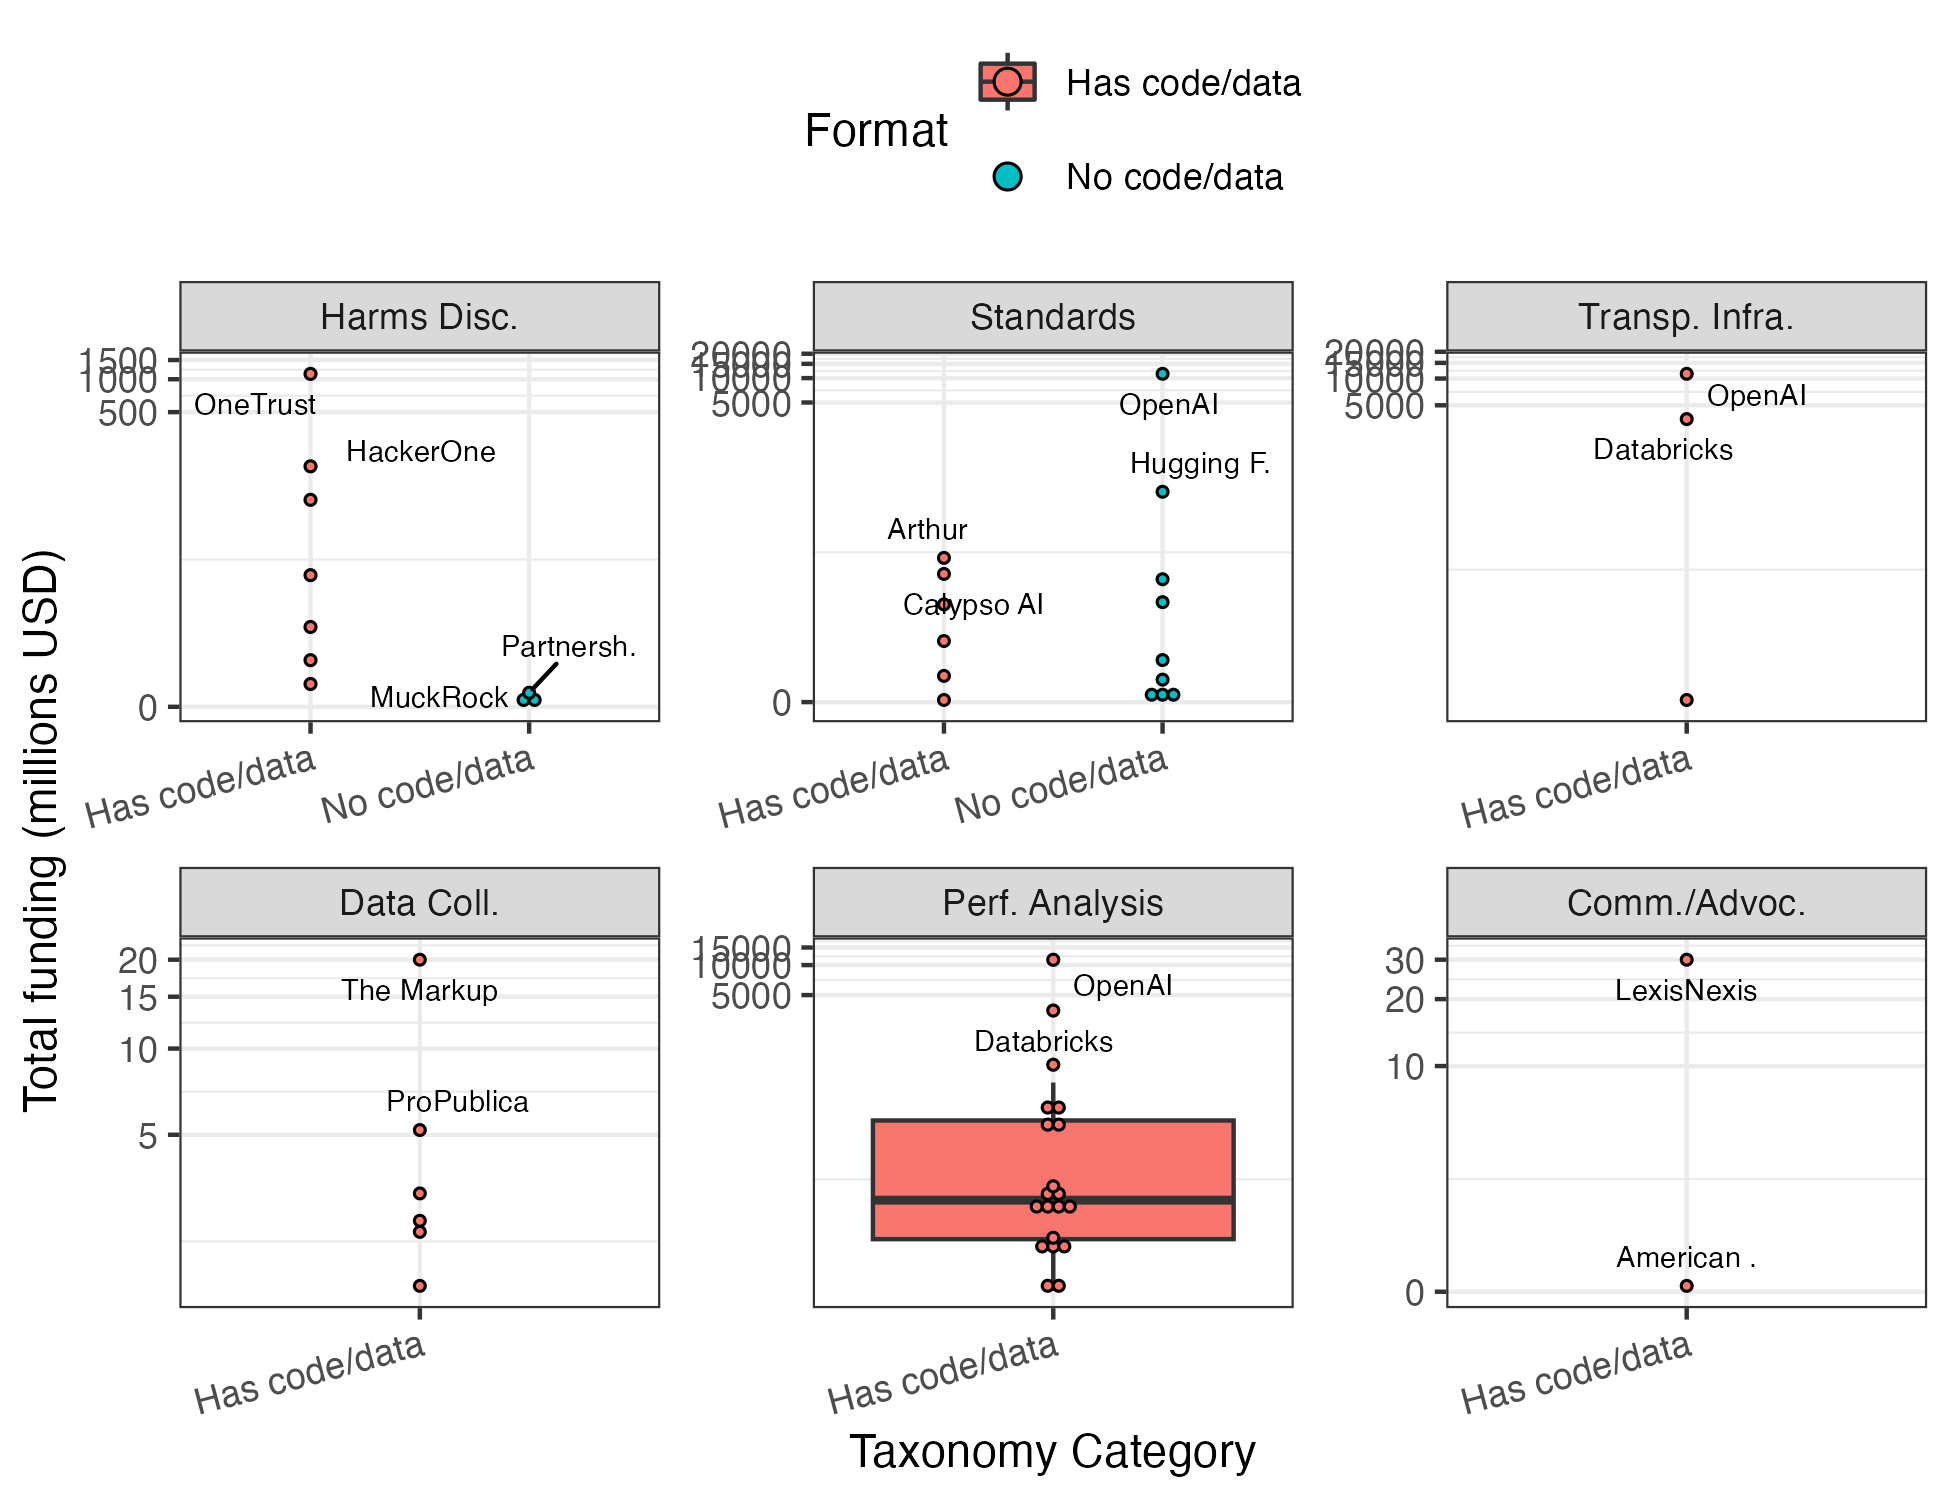 Has code/data
Format
No code/data
Harms Disc.
Standards
Transp. Infra.
1500
1000
500
0
OneTrust
HackerOne
Partnersh.
MuckRock
Has code/data
No code/data
20000
10000
5000
0
OpenAI
Hugging F.
Arthur
Calypso AI
Has code/data
No code/data
20000
10000
5000
OpenAI
Databricks
Has code/data
Total funding (millions USD)
Data Coll.
Perf. Analysis
Comm./Advoc.
20
15
10
5
The Markup
ProPublica
Has code/data
15000
10000
5000
OpenAI
Databricks
Has code/data
30
20
10
0
LexisNexis
American .
Has code/data
Taxonomy Category